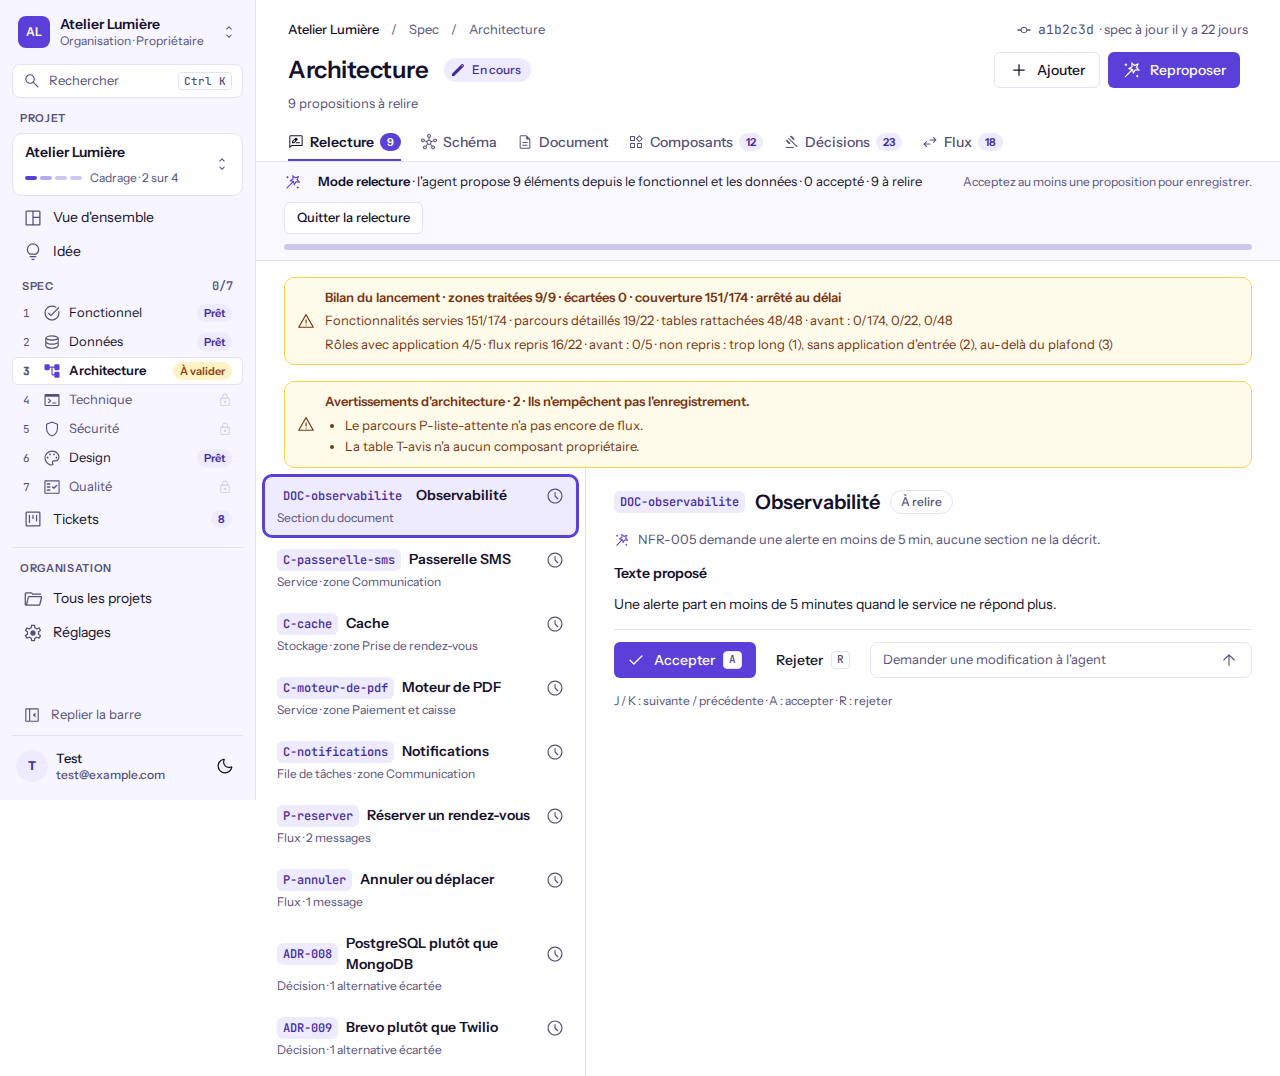 AL
Atelier Lumière
Organisation · Propriétaire
Rechercher
Ctrl K
PROJET
Atelier Lumière
Cadrage · 2 sur 4
Vue d'ensemble
Idée
SPEC 0/7
1 Fonctionnel Prêt
2 Données Prêt
3 Architecture À valider
4 Technique
5 Sécurité
6 Design Prêt
7 Qualité
Tickets 8
ORGANISATION
Tous les projets
Réglages
Replier la barre
T
Test
test@example.com
Atelier Lumière / Spec / Architecture
a1b2c3d · spec à jour il y a 22 jours
Architecture
En cours
Ajouter
Reproposer
9 propositions à relire
Relecture 9
Schéma
Document
Composants 12
Décisions 23
Flux 18
Mode relecture · l'agent propose 9 éléments depuis le fonctionnel et les données · 0 accepté · 9 à relire
Acceptez au moins une proposition pour enregistrer.
Quitter la relecture
Bilan du lancement · zones traitées 9/9 · écartées 0 · couverture 151/174 · arrêté au délai
Fonctionnalités servies 151/174 · parcours détaillés 19/22 · tables rattachées 48/48 · avant : 0/174, 0/22, 0/48
Rôles avec application 4/5 · flux repris 16/22 · avant : 0/5 · non repris : trop long (1), sans application d'entrée (2), au-delà du plafond (3)
Avertissements d'architecture · 2 · Ils n'empêchent pas l'enregistrement.
• Le parcours P-liste-attente n'a pas encore de flux.
• La table T-avis n'a aucun composant propriétaire.
DOC-observabilite Observabilité
Section du document
C-passerelle-sms Passerelle SMS
Service · zone Communication
C-cache Cache
Stockage · zone Prise de rendez-vous
C-moteur-de-pdf Moteur de PDF
Service · zone Paiement et caisse
C-notifications Notifications
File de tâches · zone Communication
P-reserver Réserver un rendez-vous
Flux · 2 messages
P-annuler Annuler ou déplacer
Flux · 1 message
ADR-008 PostgreSQL plutôt que
MongoDB
Décision · 1 alternative écartée
ADR-009 Brevo plutôt que Twilio
Décision · 1 alternative écartée
DOC-observabilite Observabilité À relire
NFR-005 demande une alerte en moins de 5 min, aucune section ne la décrit.
Texte proposé
Une alerte part en moins de 5 minutes quand le service ne répond plus.
Accepter A
Rejeter R
Demander une modification à l'agent
J / K : suivante / précédente · A : accepter · R : rejeter